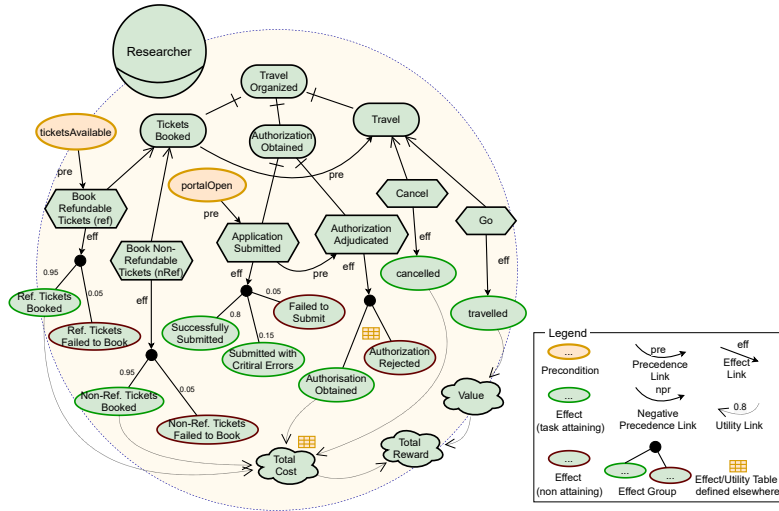 Researcher
Travel
Organized
Tickets
Booked
Travel
Authorization
Obtained
ticketsAvailable
pre
pre
portalOpen
pre
Book
Refundable
Tickets (ref)
Cancel
Go
Application
Submitted
Authorization
Adjudicated
Book Non-
Refundable
Tickets (nRef)
eff
eff
eff
pre
eff
eff
eff
cancelled
0.95
0.05
Ref. Tickets
Booked
Ref. Tickets
Failed to Book
0.05
0.8
0.15
Failed to
Submit
Successfully
Submitted
Submitted with
Critiral Errors
travelled
Authorization
Rejected
Authorisation
Obtained
0.95
0.05
Non-Ref. Tickets
Booked
Non-Ref. Tickets
Failed to Book
Value
Total
Reward
Total
Cost
Legend
...
Precondition
pre
Precedence
Link
eff
Effect
Link
...
Effect
(task attaining)
npr
Negative
Precedence Link
0.8
Utility Link
...
Effect
(non attaining)
...
...
Effect Group
Effect/Utility Table
defined elsewhere